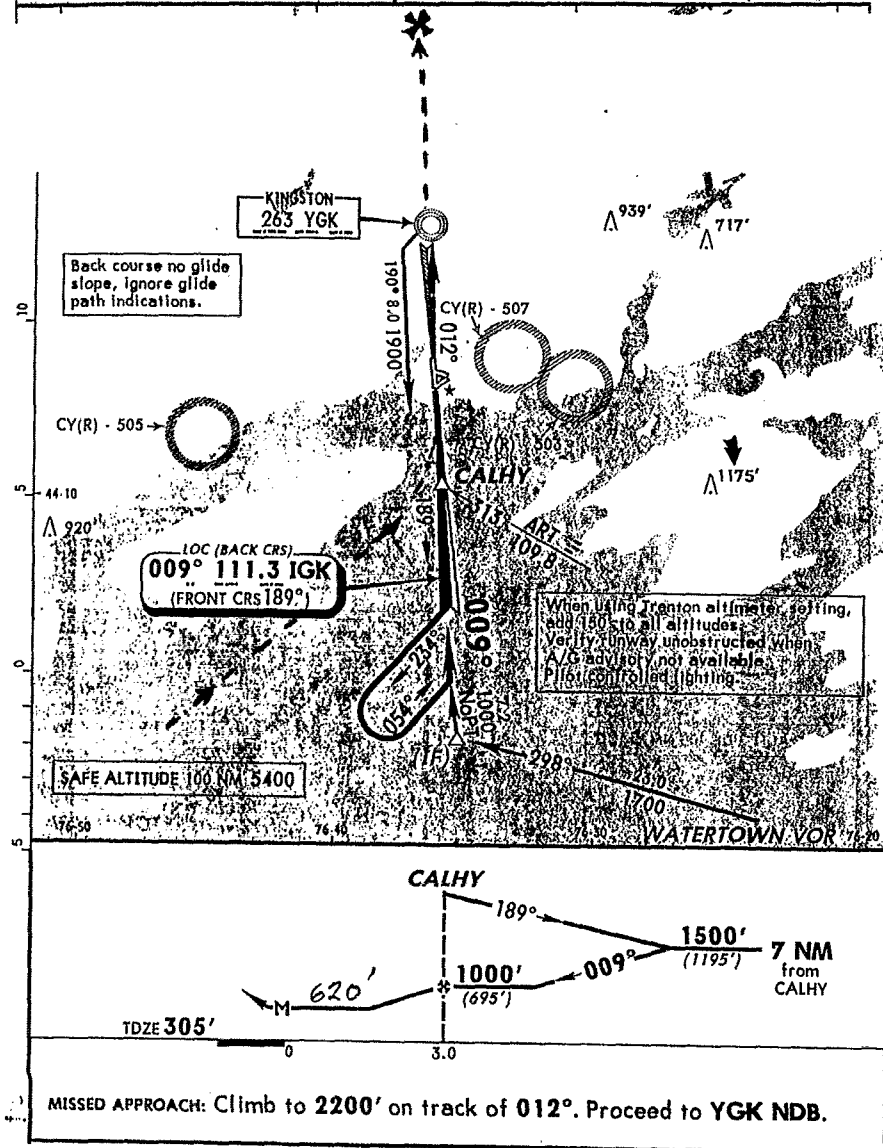 KINGSTON
263 YGK
939'
717'
Back course no glide
slope, ignore glide
path indications.
10
190° 8.0 1900
012°
CY(R) - 507
CY(R) - 505
CALHY
5
44-10
920'
189°
ART
109.8
1175'
LOC (BACK CRS)
009° 111.3 IGK
(FRONT CRS 189°)
When using Trenton altimeter setting,
add 150' to all altitudes.
Verify runway unobstructed when
A/G advisory not available.
Pilot controlled lighting.
009°
0
234°
054°
NoPT
1000'
(IF)
298°
1700
SAFE ALTITUDE 100 NM 5400
76-50
76-40
76-30
76-20
WATERTOWN VOR
5
CALHY
189°
1500'
(1195')
7 NM
from
CALHY
009°
1000'
(695')
620'
M
TDZE 305'
0
3.0
MISSED APPROACH: Climb to 2200' on track of 012°. Proceed to YGK NDB.